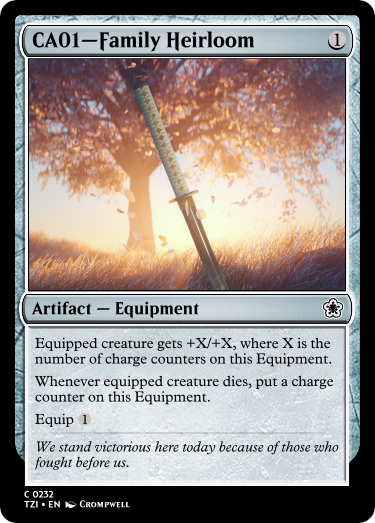 CA01—Family Heirloom 1
Artifact — Equipment
Equipped creature gets +X/+X, where X is the
number of charge counters on this Equipment.
Whenever equipped creature dies, put a charge
counter on this Equipment.
Equip 1
We stand victorious here today because of those who
fought before us.
C 0232
TZI • EN Crompwell